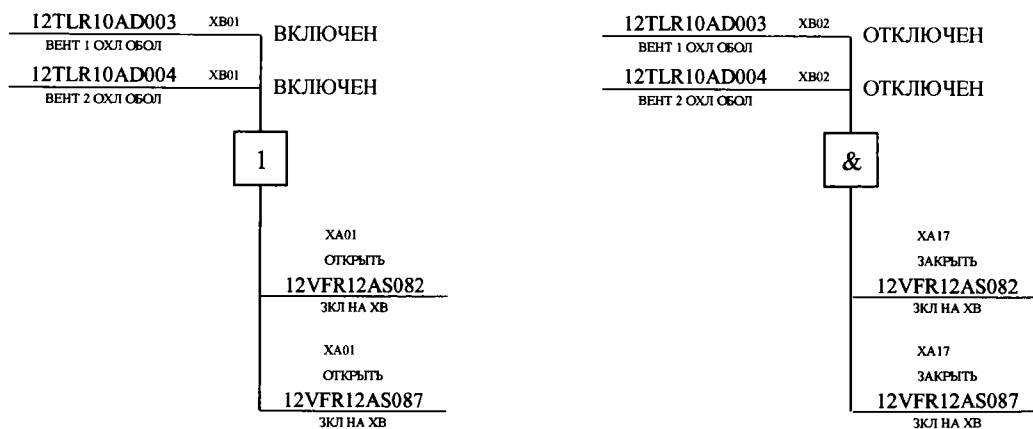 12TLR10AD003 XB01 ВКЛЮЧЕН
ВЕНТ 1 ОХЛ ОБОЛ
12TLR10AD004 XB01 ВКЛЮЧЕН
ВЕНТ 2 ОХЛ ОБОЛ
1
XA01
ОТКРЫТЬ
12VFR12AS082
ЗКЛ НА ХВ
XA01
ОТКРЫТЬ
12VFR12AS087
ЗКЛ НА ХВ
12TLR10AD003 XB02 ОТКЛЮЧЕН
ВЕНТ 1 ОХЛ ОБОЛ
12TLR10AD004 XB02 ОТКЛЮЧЕН
ВЕНТ 2 ОХЛ ОБОЛ
&
XA17
ЗАКРЫТЬ
12VFR12AS082
ЗКЛ НА ХВ
XA17
ЗАКРЫТЬ
12VFR12AS087
ЗКЛ НА ХВ